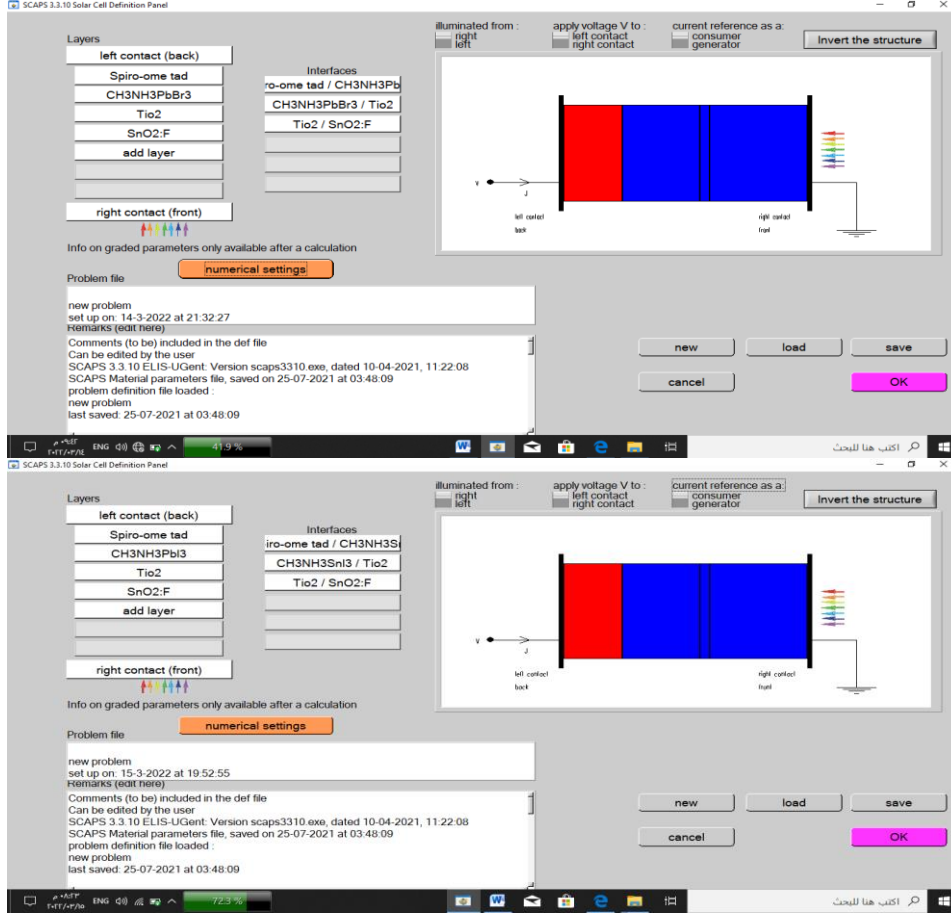 SCAPS 3.3.10 Solar Cell Definition Panel
illuminated from : apply voltage V to : current reference as a:
right left contact consumer
left right contact generator
Invert the structure
Layers
left contact (back)
Interfaces
Spiro-ome tad
ro-ome tad / CH3NH3Pb
CH3NH3PbBr3
CH3NH3PbBr3 / Tio2
Tio2
Tio2 / SnO2:F
SnO2:F
add layer
right contact (front)
V
J
left contact right contact
back front
Info on graded parameters only available after a calculation
numerical settings
Problem file
new problem
set up on: 14-3-2022 at 21:32:27
Remarks (edit here)
Comments (to be) included in the def file
Can be edited by the user
SCAPS 3.3.10 ELIS-UGent: Version scaps3310.exe, dated 10-04-2021, 11:22:08
SCAPS Material parameters file, saved on 25-07-2021 at 03:48:09
problem definition file loaded :
new problem
last saved: 25-07-2021 at 03:48:09
new load save
cancel OK
م ٠٩:٤٣
٢٠٢٢/٠٣/١٤
ENG 41.9 % اكتب هنا للبحث
SCAPS 3.3.10 Solar Cell Definition Panel
illuminated from : apply voltage V to : current reference as a:
right left contact consumer
left right contact generator
Invert the structure
Layers
left contact (back)
Interfaces
Spiro-ome tad
iro-ome tad / CH3NH3S
CH3NH3PbI3
CH3NH3SnI3 / Tio2
Tio2
Tio2 / SnO2:F
SnO2:F
add layer
right contact (front)
V
J
left contact right contact
back front
Info on graded parameters only available after a calculation
numerical settings
Problem file
new problem
set up on: 15-3-2022 at 19:52:55
Remarks (edit here)
Comments (to be) included in the def file
Can be edited by the user
SCAPS 3.3.10 ELIS-UGent: Version scaps3310.exe, dated 10-04-2021, 11:22:08
SCAPS Material parameters file, saved on 25-07-2021 at 03:48:09
problem definition file loaded :
new problem
last saved: 25-07-2021 at 03:48:09
new load save
cancel OK
م ٠٨:٢٣
٢٠٢٢/٠٣/١٥
ENG 72.3 % اكتب هنا للبحث